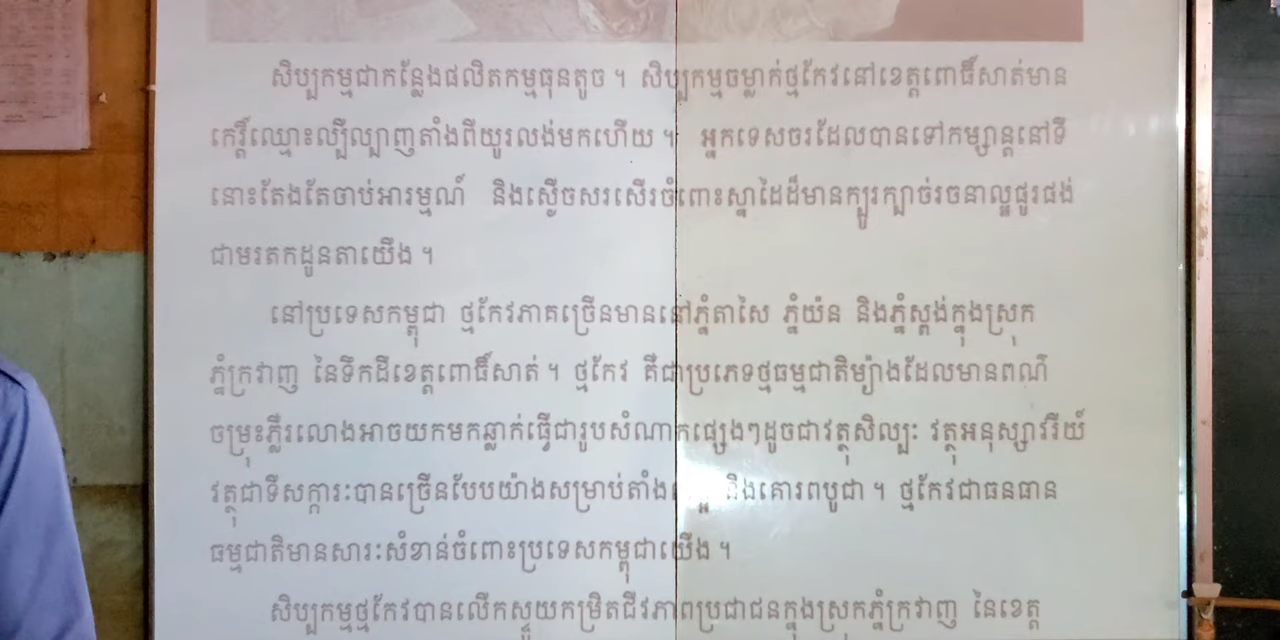 សិប្បកម្មជាកន្លែងផលិតកម្មធុនតូច ។ សិប្បកម្មចម្លាក់ថ្មកែវនៅខេត្តពោធិ៍សាត់មាន
កេរ្តិ៍ឈ្មោះល្បីល្បាញតាំងពីយូរលង់មកហើយ ។ អ្នកទេសចរដែលបានទៅកម្សាន្តនៅទី
នោះតែងតែចាប់អារម្មណ៍ និងស្ងើចសរសើរចំពោះស្នាដៃដ៏មានក្បូរក្បាច់រចនាល្អផូរផង់
ជាមរតកដូនតាយើង ។
នៅប្រទេសកម្ពុជា ថ្មកែវភាគច្រើនមាននៅភ្នំតាសៃ ភ្នំយ៉ន និងភ្នំស្តង់ក្នុងស្រុក
ភ្នំក្រវាញ នៃទឹកដីខេត្តពោធិ៍សាត់ ។ ថ្មកែវ គឺជាប្រភេទថ្មធម្មជាតិម្យ៉ាងដែលមានពណ៌
ចម្រុះភ្លឺរលោងអាចយកមកឆ្លាក់ធ្វើជារូបសំណាកផ្សេងៗដូចជាវត្ថុសិល្បៈ វត្ថុអនុស្សាវរីយ៍
វត្ថុជាទីសក្ការៈបានច្រើនបែបយ៉ាងសម្រាប់តាំងលម្អ និងគោរពបូជា ។ ថ្មកែវជាធនធាន
ធម្មជាតិមានសារៈសំខាន់ចំពោះប្រទេសកម្ពុជាយើង ។
សិប្បកម្មថ្មកែវបានលើកស្ទួយកម្រិតជីវភាពប្រជាជនក្នុងស្រុកភ្នំក្រវាញ នៃខេត្ត